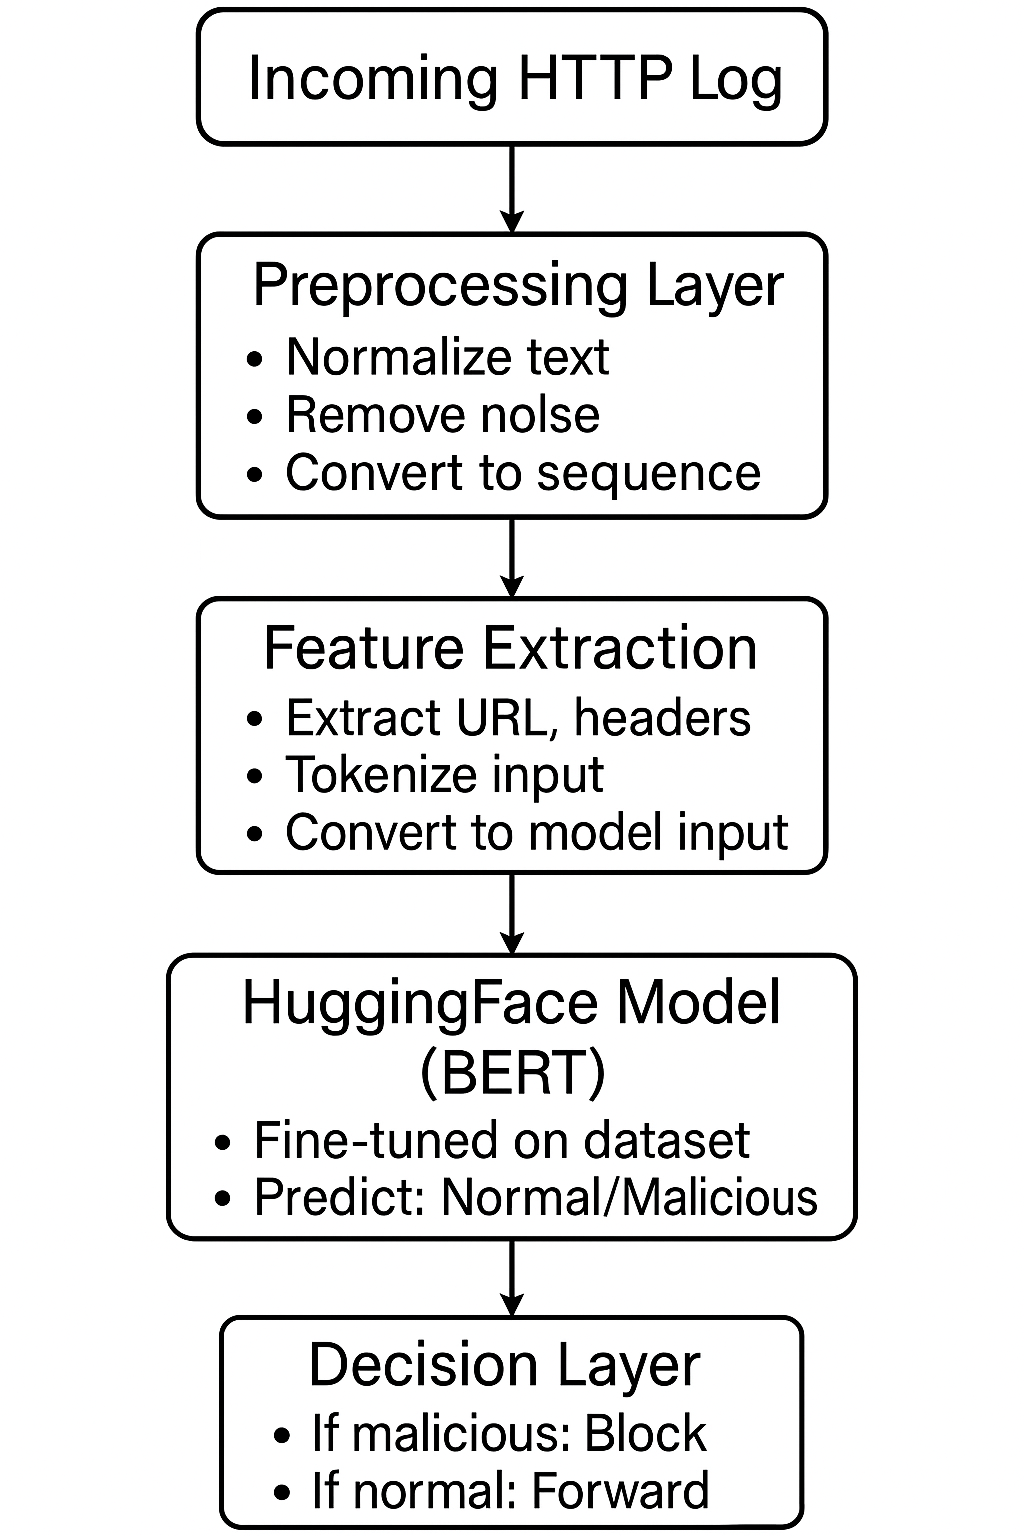 Incoming HTTP Log
Preprocessing Layer
• Normalize text
• Remove nolse
• Convert to sequence
Feature Extraction
• Extract URL, headers
• Tokenize input
• Convert to model input
HuggingFace Model
(BERT)
• Fine-tuned on dataset
• Predict: Normal/Malicious
Decision Layer
• If malicious: Block
• If normal: Forward